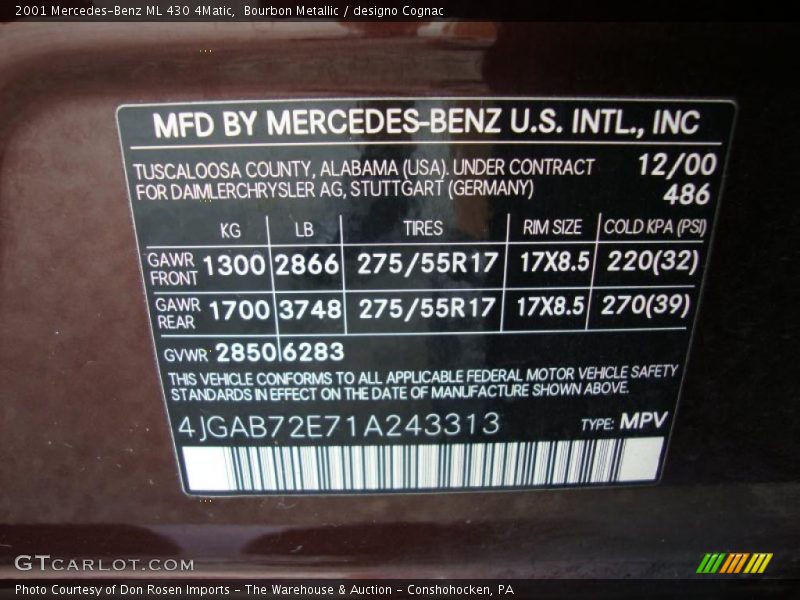 2001 Mercedes-Benz ML 430 4Matic, Bourbon Metallic / designo Cognac
MFD BY MERCEDES-BENZ U.S. INTL., INC
TUSCALOOSA COUNTY, ALABAMA (USA). UNDER CONTRACT 12/00
FOR DAIMLERCHRYSLER AG, STUTTGART (GERMANY) 486
KG LB TIRES RIM SIZE COLD KPA (PSI)
GAWR FRONT 1300 2866 275/55R17 17X8.5 220(32)
GAWR REAR 1700 3748 275/55R17 17X8.5 270(39)
GVWR 2850 6283
THIS VEHICLE CONFORMS TO ALL APPLICABLE FEDERAL MOTOR VEHICLE SAFETY
STANDARDS IN EFFECT ON THE DATE OF MANUFACTURE SHOWN ABOVE.
4JGAB72E71A243313 TYPE: MPV
GTCARLOT.COM
Photo Courtesy of Don Rosen Imports - The Warehouse & Auction - Conshohocken, PA